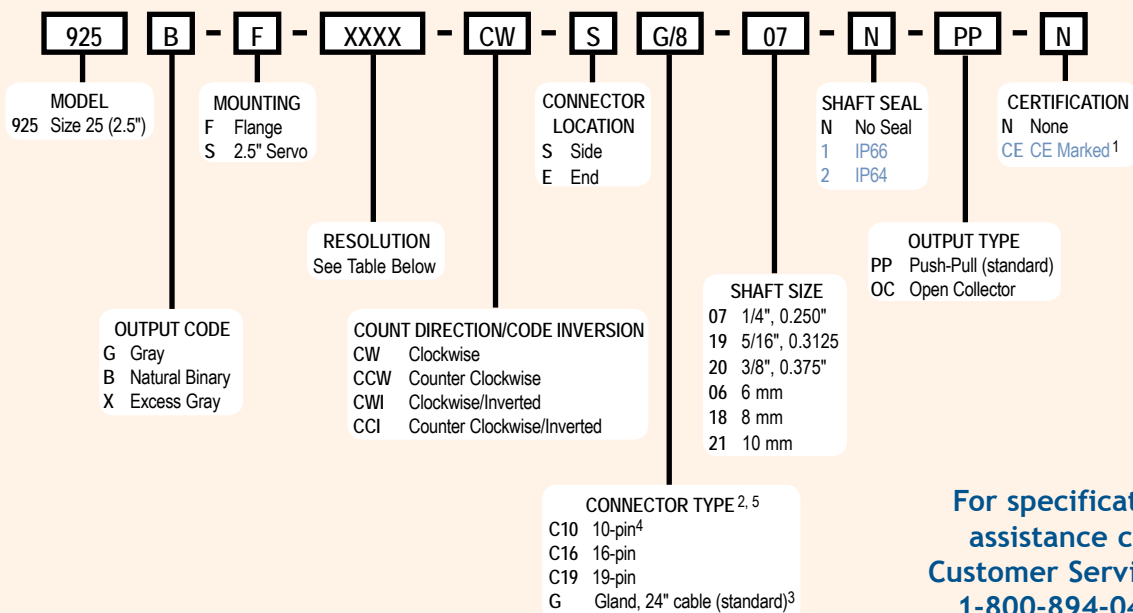 925 B - F - XXXX - CW - S G/8 - 07 - N - PP - N
MODEL
925 Size 25 (2.5")
MOUNTING
F Flange
S 2.5" Servo
CONNECTOR
LOCATION
S Side
E End
SHAFT SEAL
N No Seal
1 IP66
2 IP64
CERTIFICATION
N None
CE CE Marked 1
RESOLUTION
See Table Below
OUTPUT TYPE
PP Push-Pull (standard)
OC Open Collector
OUTPUT CODE
G Gray
B Natural Binary
X Excess Gray
COUNT DIRECTION/CODE INVERSION
CW Clockwise
CCW Counter Clockwise
CWI Clockwise/Inverted
CCI Counter Clockwise/Inverted
SHAFT SIZE
07 1/4", 0.250"
19 5/16", 0.3125
20 3/8", 0.375"
06 6 mm
18 8 mm
21 10 mm
CONNECTOR TYPE 2, 5
C10 10-pin4
C16 16-pin
C19 19-pin
G Gland, 24" cable (standard)3
For
assistance
Customer
1-800-894-